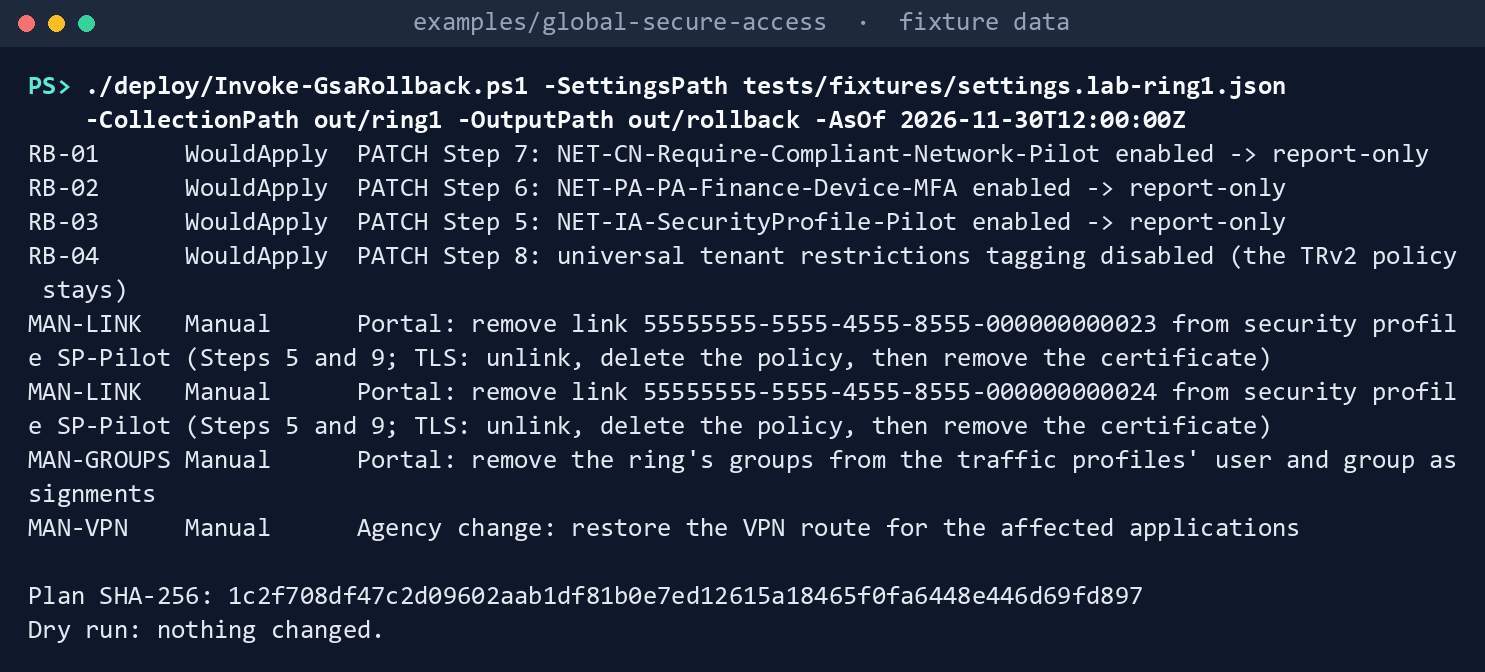 examples/global-secure-access · fixture data
PS> ./deploy/Invoke-GsaRollback.ps1 -SettingsPath tests/fixtures/settings.lab-ring1.json
-CollectionPath out/ring1 -OutputPath out/rollback -AsOf 2026-11-30T12:00:00Z
RB-01 WouldApply PATCH Step 7: NET-CN-Require-Compliant-Network-Pilot enabled -> report-only
RB-02 WouldApply PATCH Step 6: NET-PA-PA-Finance-Device-MFA enabled -> report-only
RB-03 WouldApply PATCH Step 5: NET-IA-SecurityProfile-Pilot enabled -> report-only
RB-04 WouldApply PATCH Step 8: universal tenant restrictions tagging disabled (the TRv2 policy
stays)
MAN-LINK Manual Portal: remove link 55555555-5555-4555-8555-000000000023 from security profil
e SP-Pilot (Steps 5 and 9; TLS: unlink, delete the policy, then remove the certificate)
MAN-LINK Manual Portal: remove link 55555555-5555-4555-8555-000000000024 from security profil
e SP-Pilot (Steps 5 and 9; TLS: unlink, delete the policy, then remove the certificate)
MAN-GROUPS Manual Portal: remove the ring's groups from the traffic profiles' user and group as
signments
MAN-VPN Manual Agency change: restore the VPN route for the affected applications
Plan SHA-256: 1c2f708df47c2d09602aab1df81b0e7ed12615a18465f0fa6448e446d69fd897
Dry run: nothing changed.